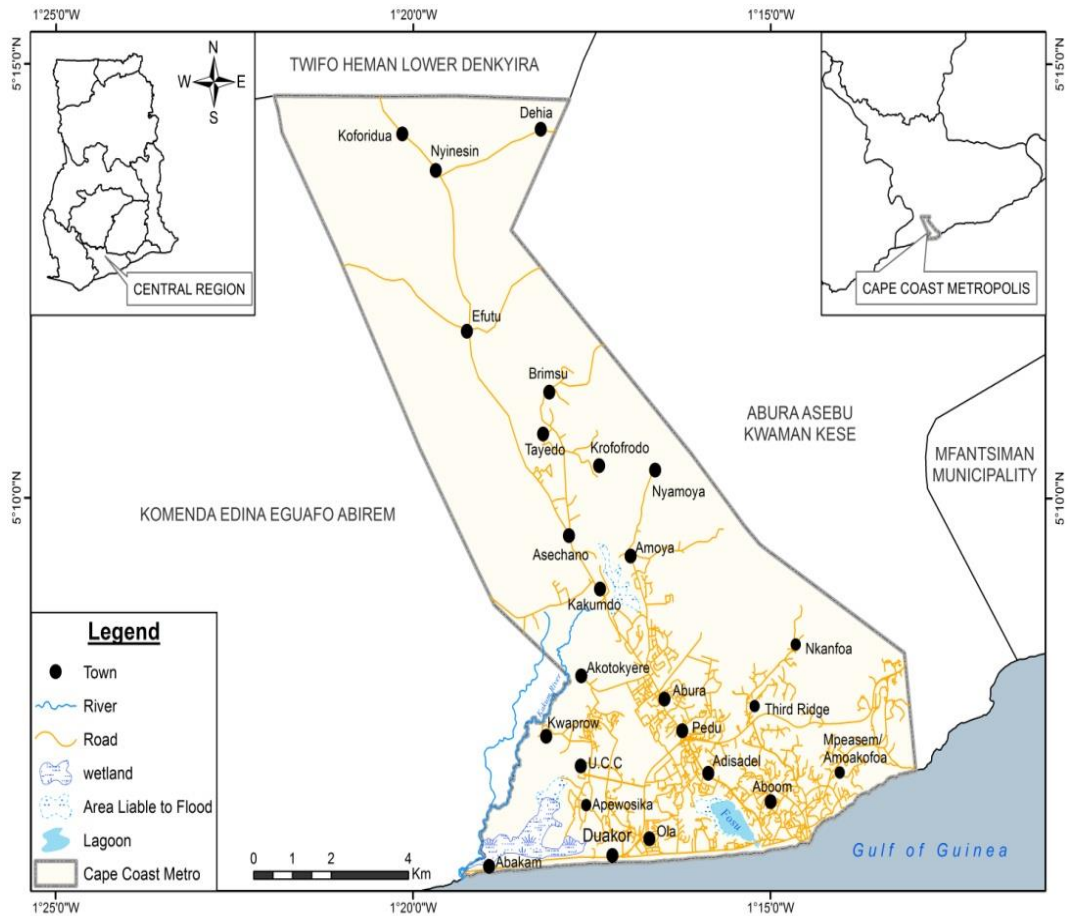 1°25'0"W
1°20'0"W
1°15'0"W
5°15'0"N
5°15'0"N
N
W
E
S
TWIFO HEMAN LOWER DENKYIRA
CENTRAL REGION
CAPE COAST METROPOLIS
Dehia
Koforidua
Nyinesin
Efutu
Brimsu
Tayedo
Krofofrodo
Nyamoya
ABURA ASEBU
KWAMAN KESE
MFANTSIMAN
MUNICIPALITY
5°10'0"N
5°10'0"N
KOMENDA EDINA EGUAFO ABIREM
Asechano
Amoya
Kakumdo
Nkanfoa
Akotokyere
Abura
Third Ridge
Kwaprow
Pedu
Mpeasem/
Amoakofoa
U.C.C
Adisadel
Apewosika
Aboom
Fosu
Duakor
Ola
Abakam
Gulf of Guinea
Legend
Town
River
Road
wetland
Area Liable to Flood
Lagoon
Cape Coast Metro
0 1 2 4
Km
1°25'0"W
1°20'0"W
1°15'0"W